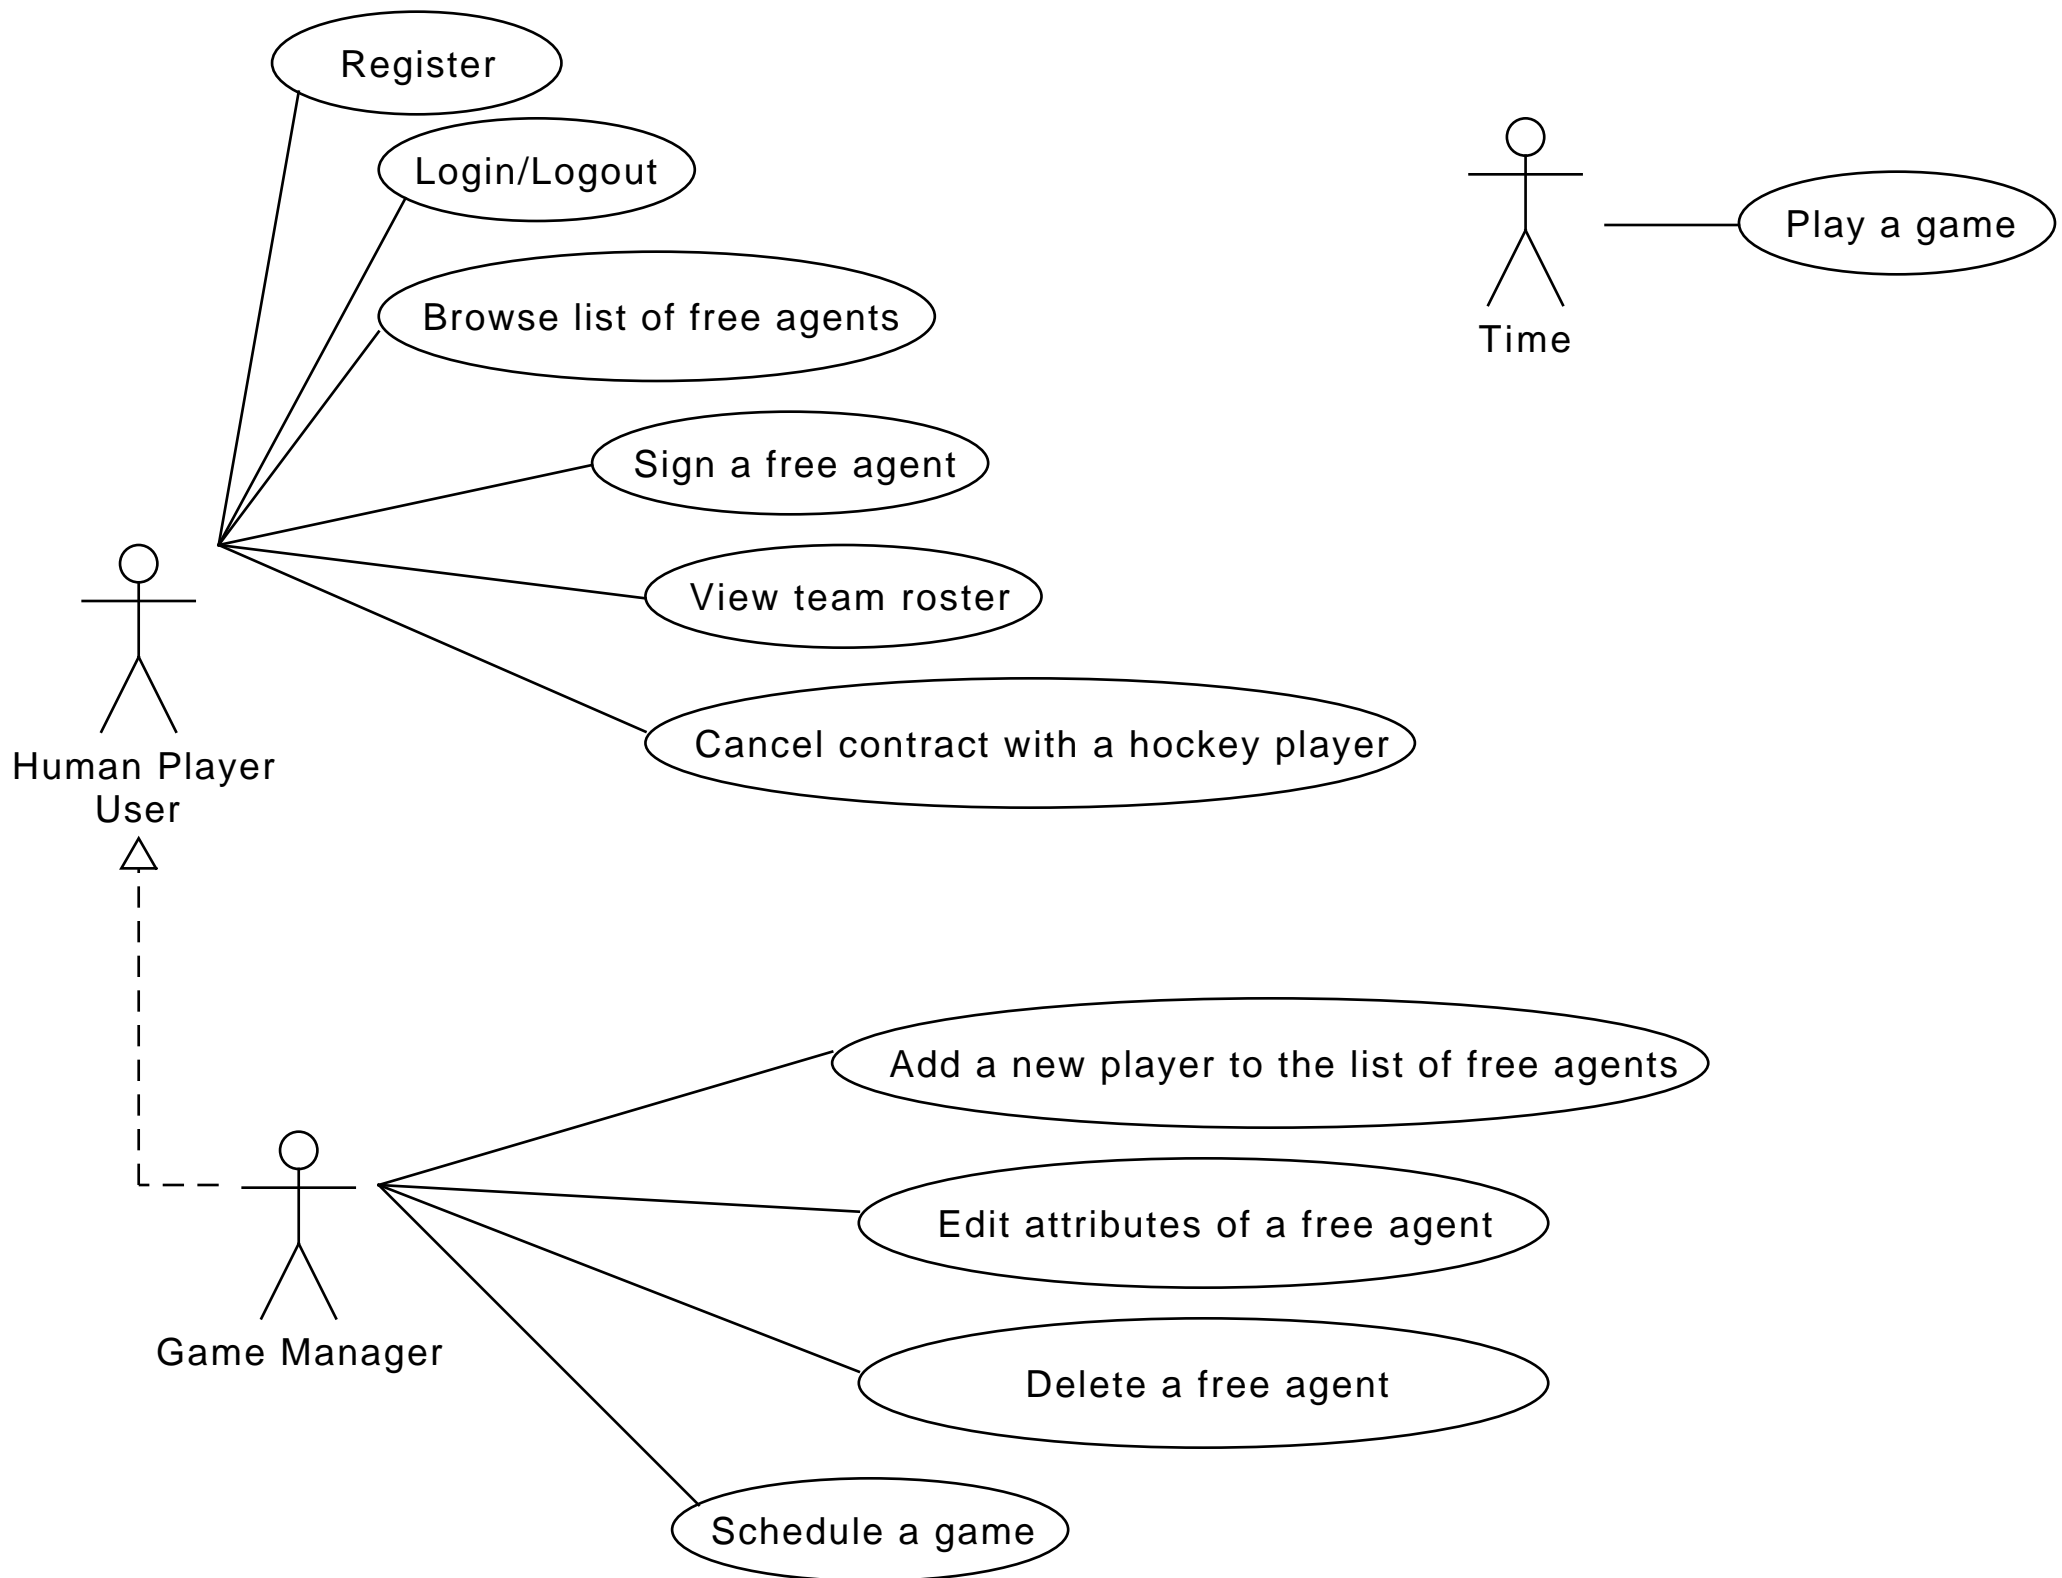 Register
Login/Logout
Play a game
Browse list of free agents
Time
Sign a free agent
View team roster
Cancel contract with a hockey player
Human Player
User
Add a new player to the list of free agents
Edit attributes of a free agent
Game Manager
Delete a free agent
Schedule a game